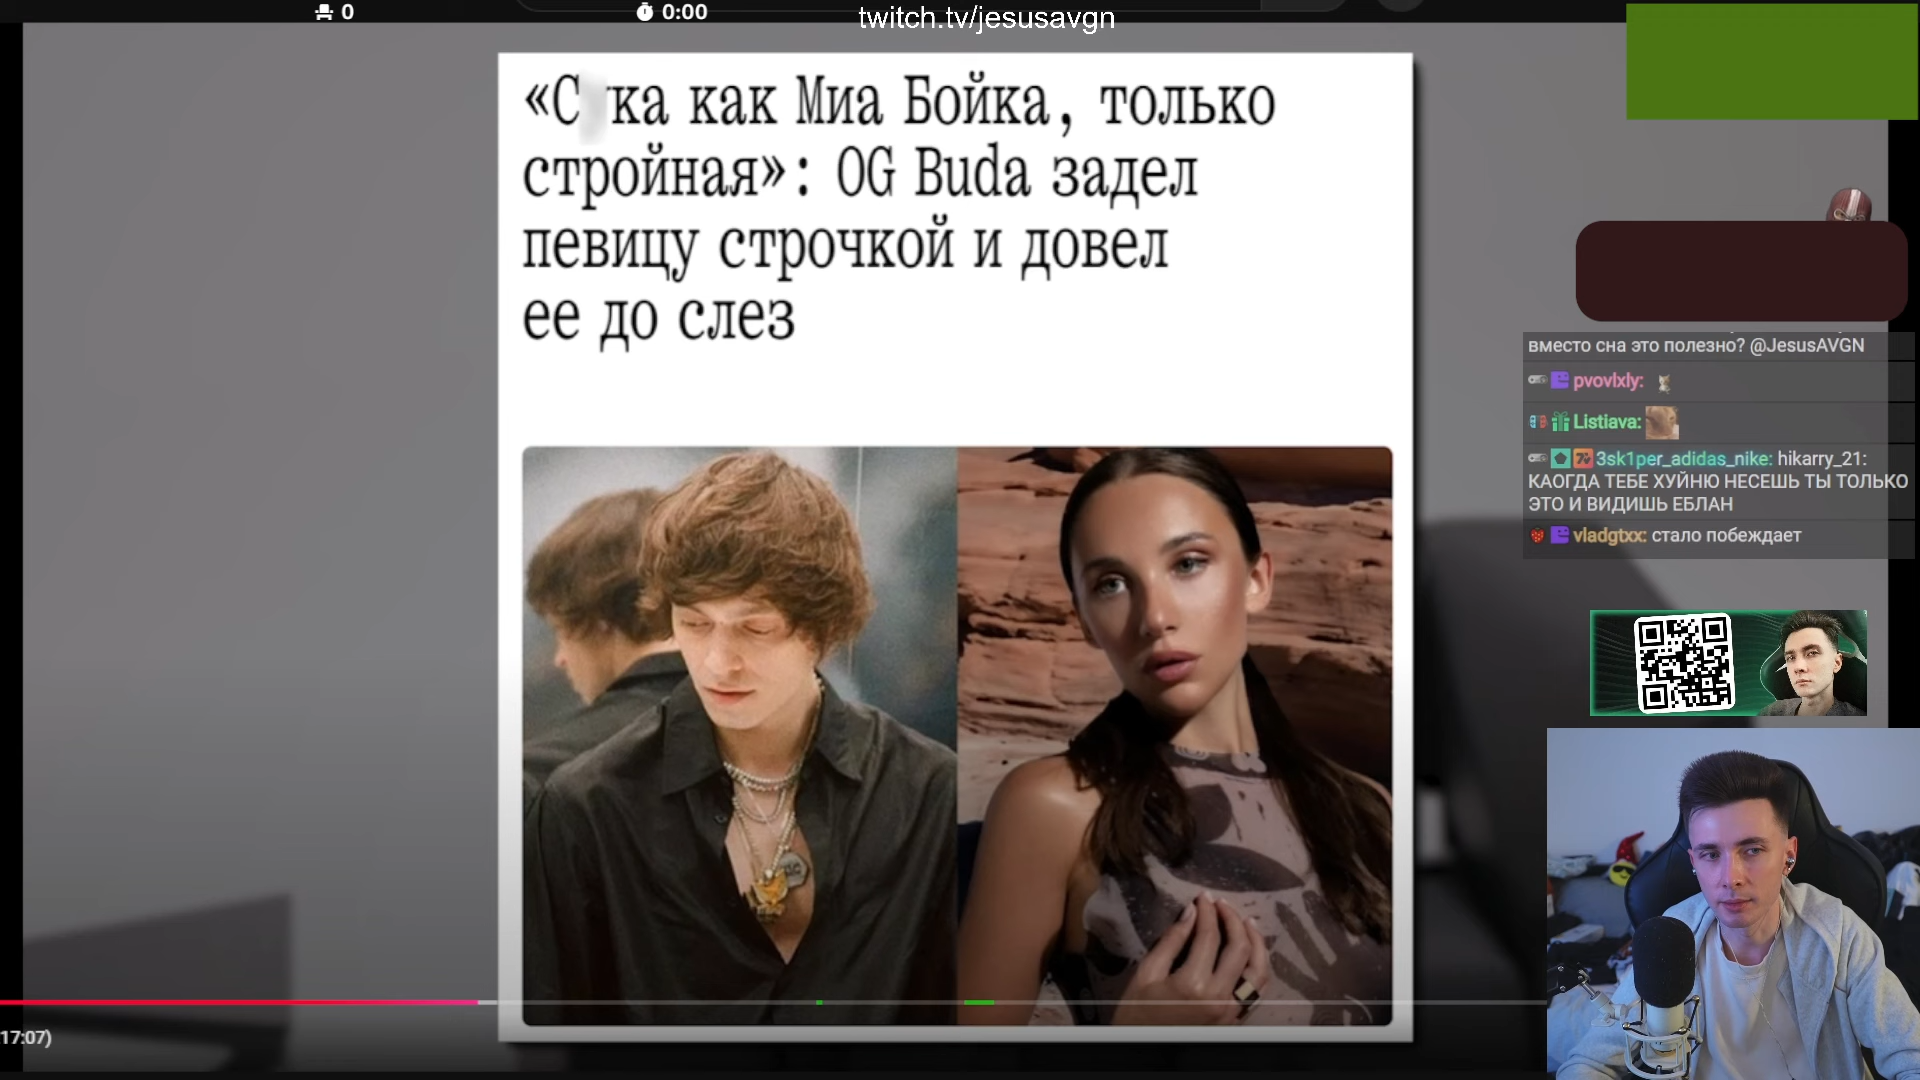 0
0:00
twitch.tv/jesusavgn
«С ка как Миа Бойка, только
стройная»: OG Buda задел
певицу строчкой и довел
ее до слез
вместо сна это полезно? @JesusAVGN
pvovlxly:
Listiava:
3sk1per_adidas_nike: hikarry_21:
КАОГДА ТЕБЕ ХУЙНЮ НЕСЕШЬ ТЫ ТОЛЬКО
ЭТО И ВИДИШЬ ЕБЛАН
vladgtxx: стало побеждает
17:07)